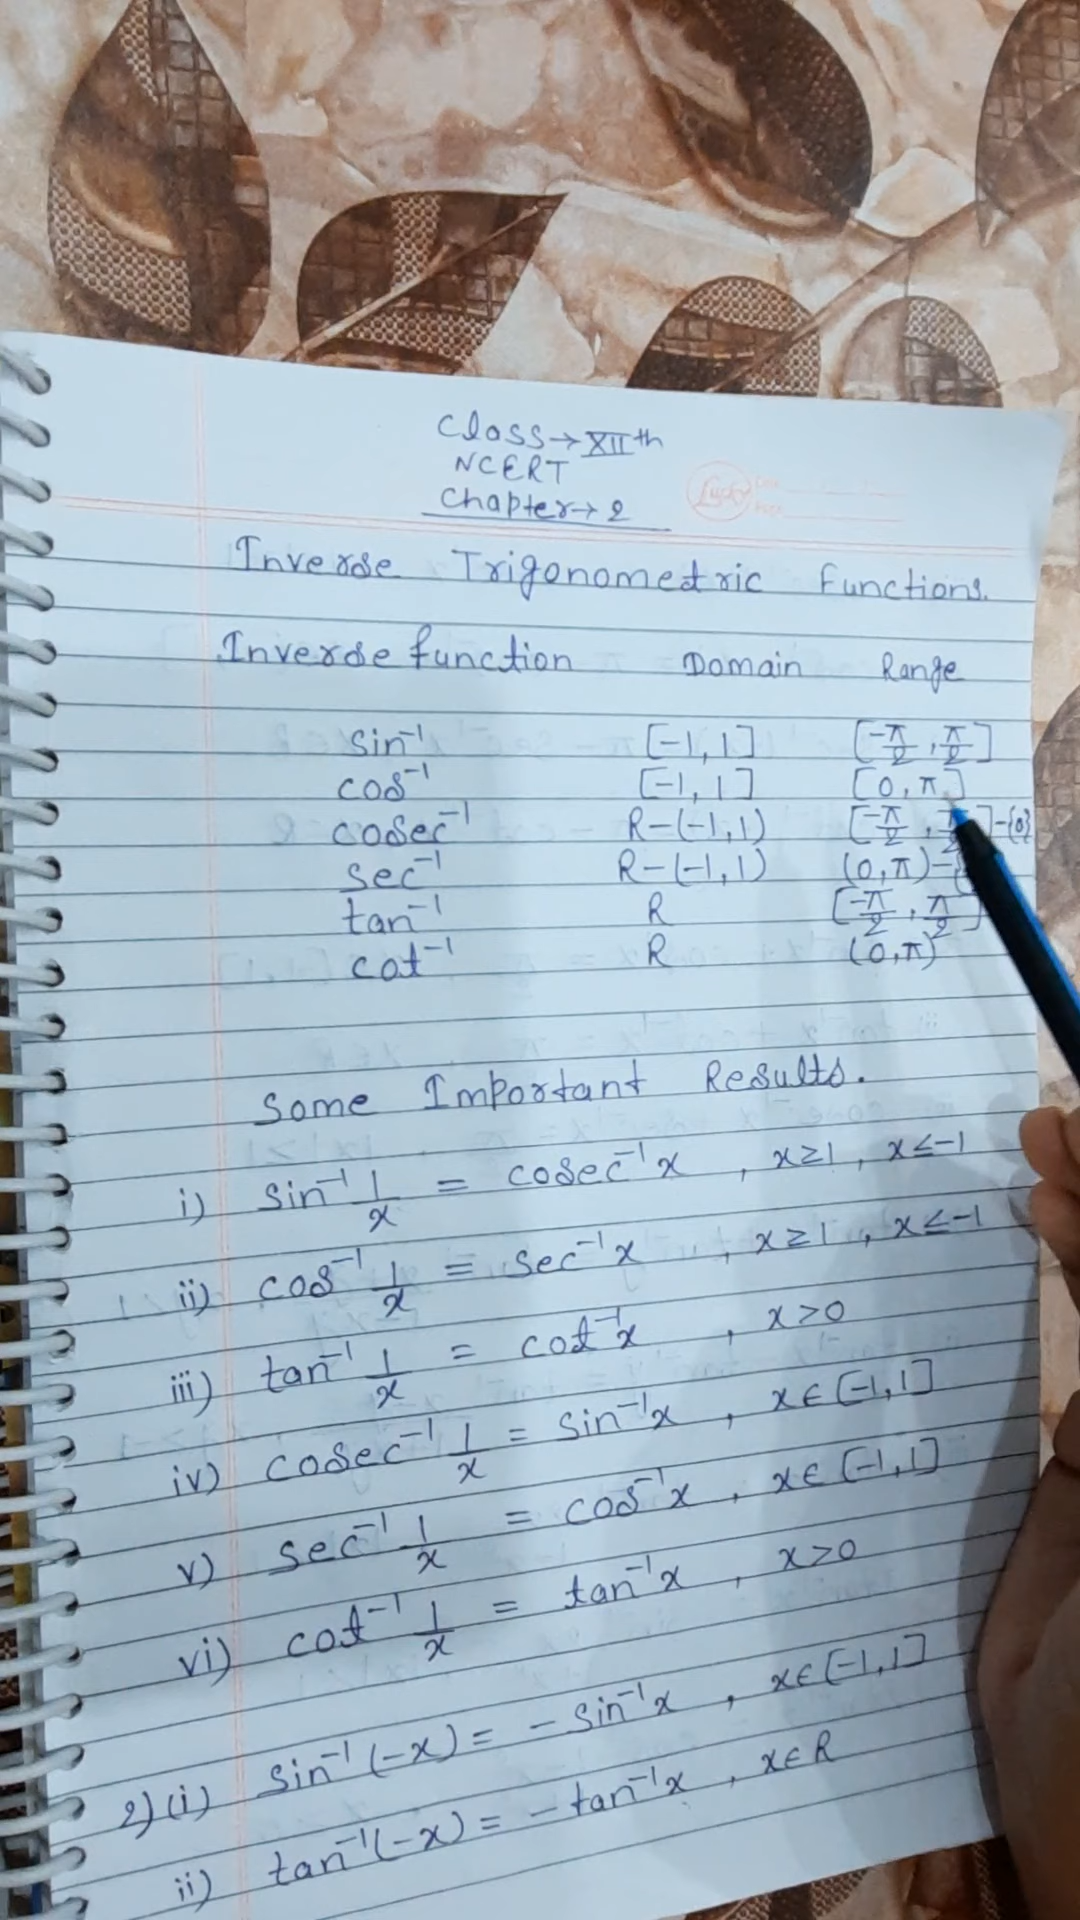 Class→XIIth
NCERT
Chapter→2
Lucky
Inverse Trigonometric Functions.
Inverse function Domain Range
sin⁻¹ [-1, 1] [-π/2, π/2]
cos⁻¹ [-1, 1] [0, π]
cosec⁻¹ R-(-1, 1) [-π/2, π/2]-{0}
sec⁻¹ R-(-1, 1) (0, π)-{
tan⁻¹ R [-π/2, π/2]
cot⁻¹ R (0, π)
Some Important Results.
i) sin⁻¹ 1/x = cosec⁻¹x , x≥1, x≤-1
ii) cos⁻¹ 1/x = sec⁻¹x , x≥1, x≤-1
iii) tan⁻¹ 1/x = cot⁻¹x , x>0
iv) cosec⁻¹ 1/x = sin⁻¹x , x∈[-1, 1]
v) sec⁻¹ 1/x = cos⁻¹x , x∈[-1, 1]
vi) cot⁻¹ 1/x = tan⁻¹x , x>0
2)(i) sin⁻¹(-x) = -sin⁻¹x , x∈[-1, 1]
ii) tan⁻¹(-x) = -tan⁻¹x , x∈R